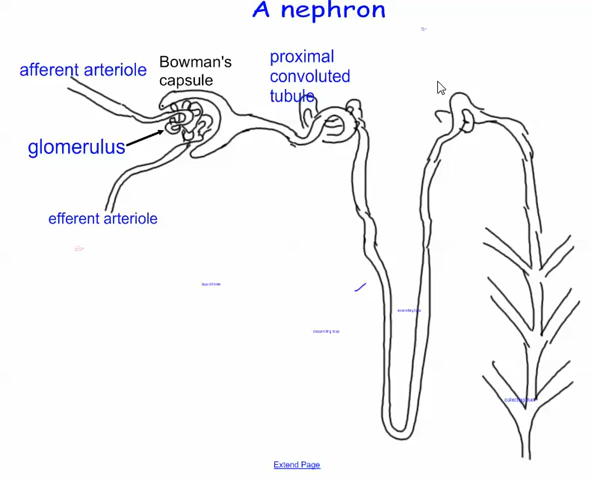 A nephron
Bowman's
capsule
proximal
convoluted
tubule
afferent arteriole
glomerulus
efferent arteriole
Extend Page